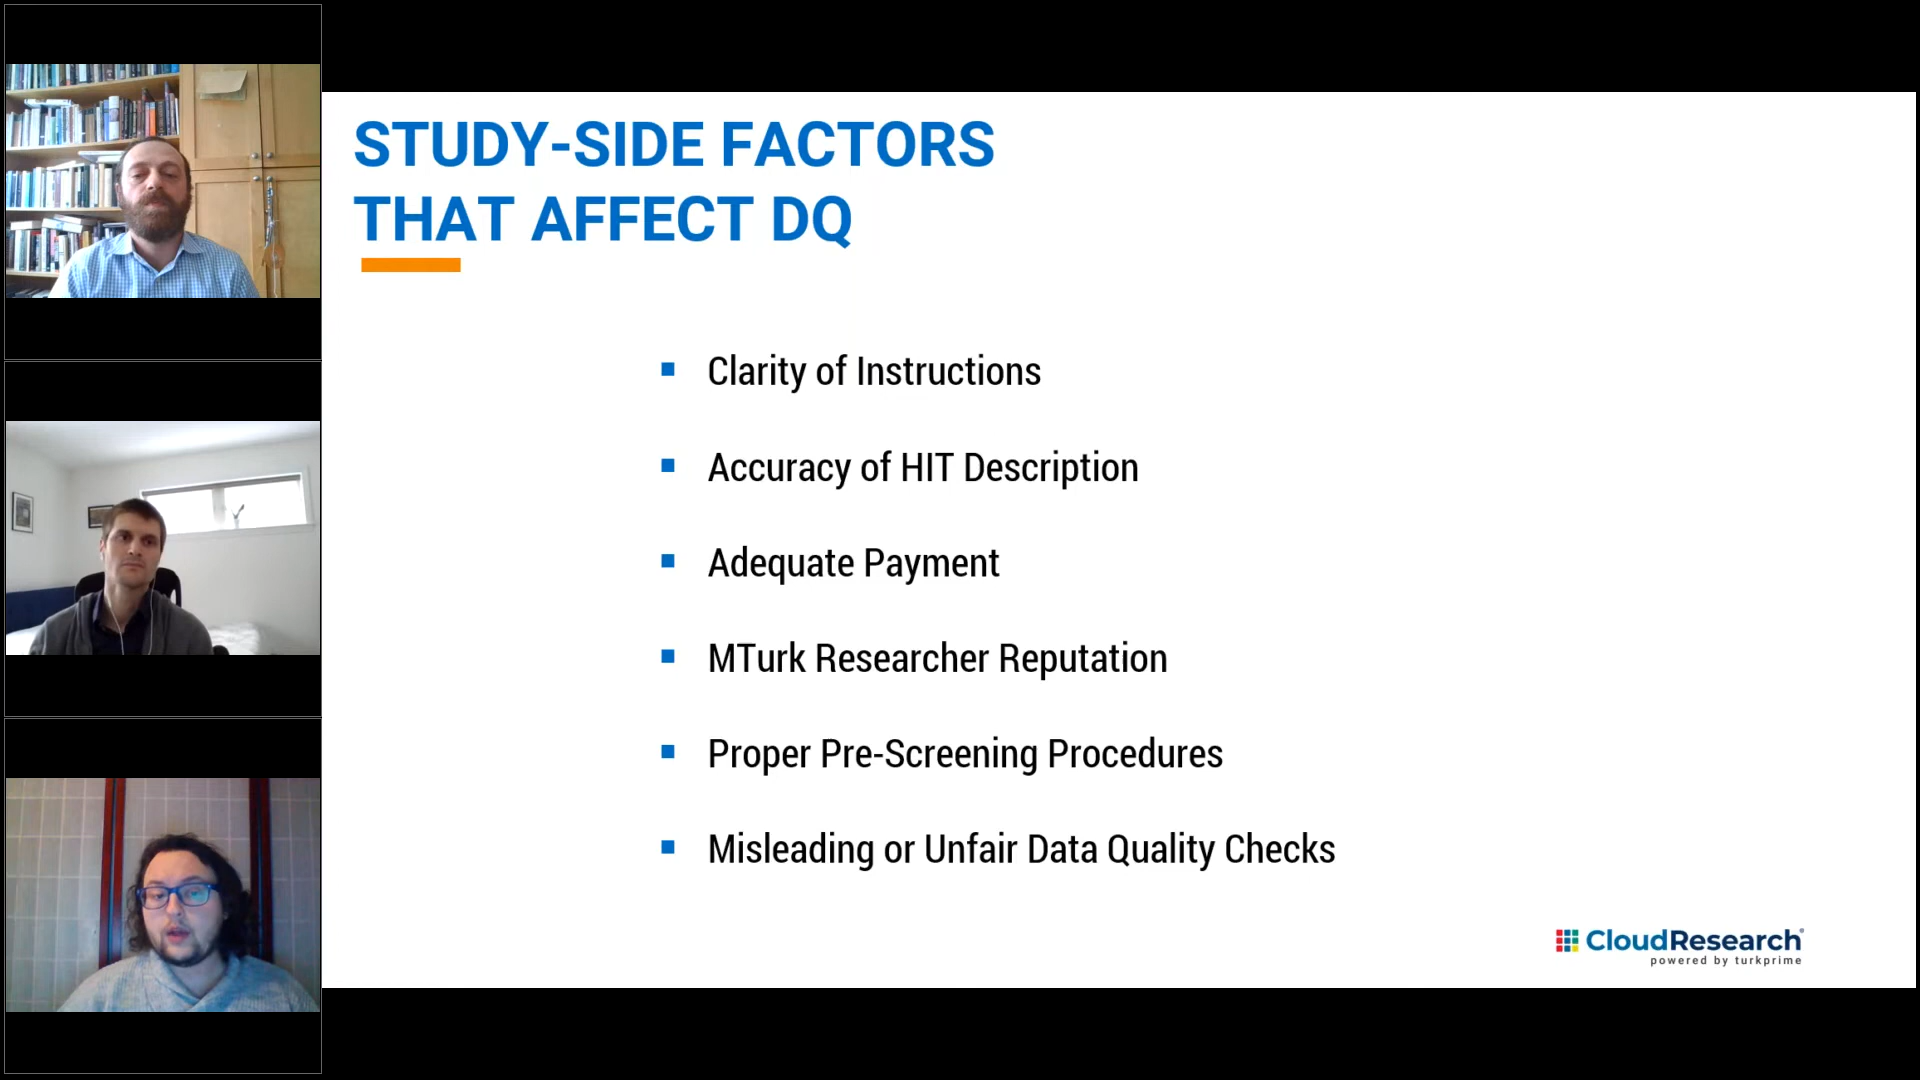 STUDY-SIDE FACTORS
THAT AFFECT DQ
Clarity of Instructions
Accuracy of HIT Description
Adequate Payment
MTurk Researcher Reputation
Proper Pre-Screening Procedures
Misleading or Unfair Data Quality Checks
CloudResearch
powered by turkprime